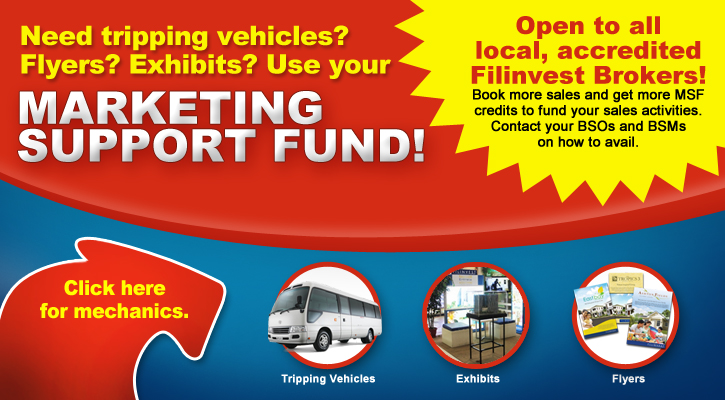 Need tripping vehicles?
Flyers? Exhibits? Use your
MARKETING
SUPPORT FUND!
Open to all
local, accredited
Filinvest Brokers!
Book more sales and get more MSF
credits to fund your sales activities.
Contact your BSOs and BSMs
on how to avail.
Click here
for mechanics.
Tripping Vehicles
Exhibits
Flyers